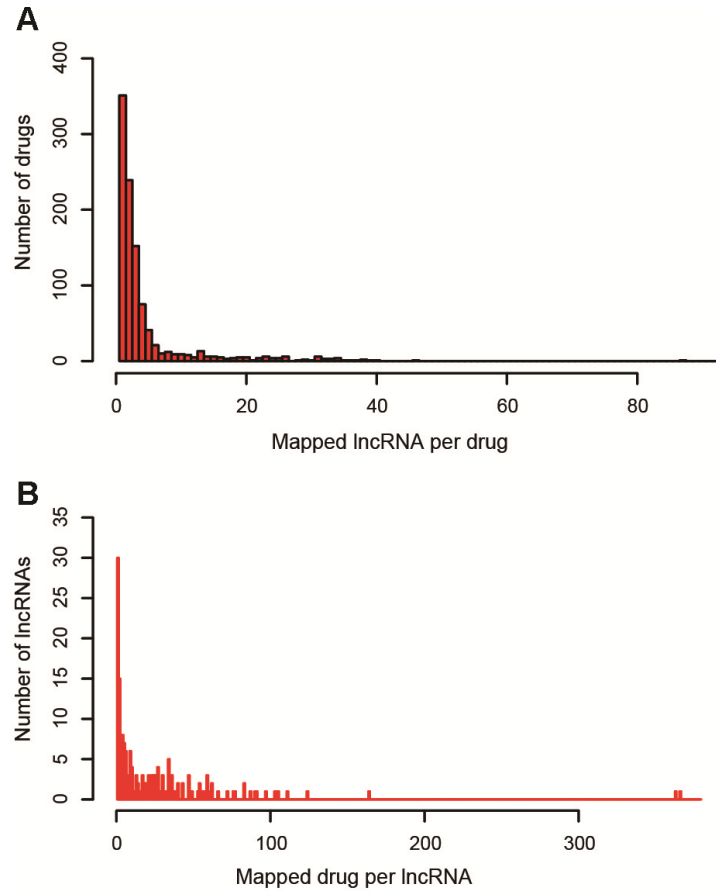 A
400
300
200
100
0
Number of drugs
0 20 40 60 80
Mapped lncRNA per drug
B
35
30
25
20
15
10
5
0
Number of lncRNAs
0 100 200 300
Mapped drug per lncRNA